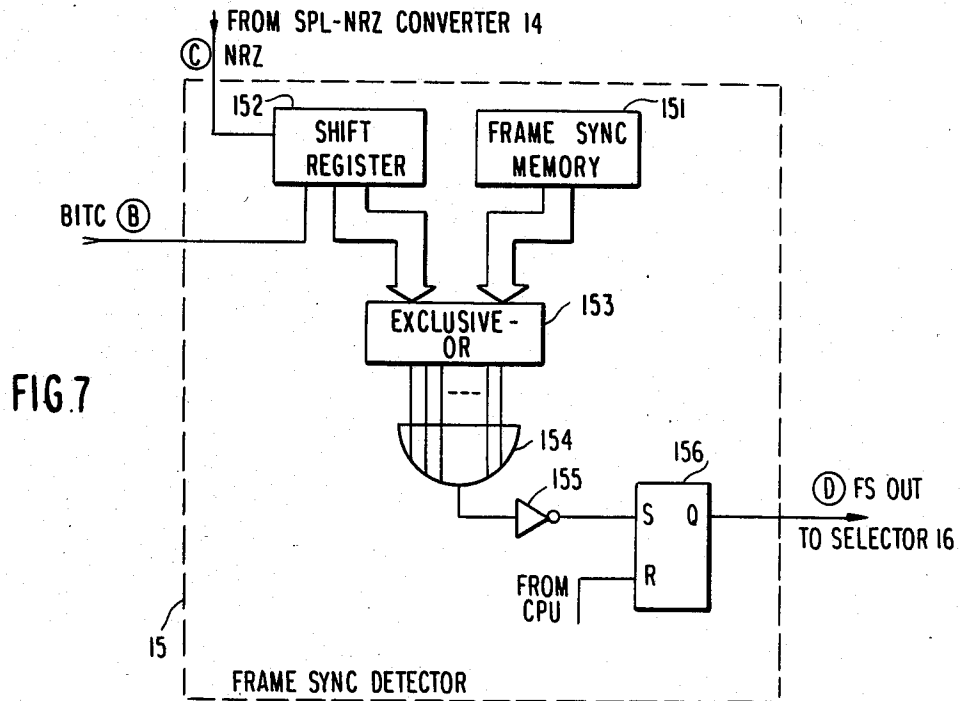 FROM SPL-NRZ CONVERTER 14
Ⓒ NRZ
152
151
SHIFT
REGISTER
FRAME SYNC
MEMORY
BITC Ⓑ
153
EXCLUSIVE-
OR
FIG.7
154
155
156
S Q
R
Ⓓ FS OUT
TO SELECTOR 16
FROM
CPU
15
FRAME SYNC DETECTOR